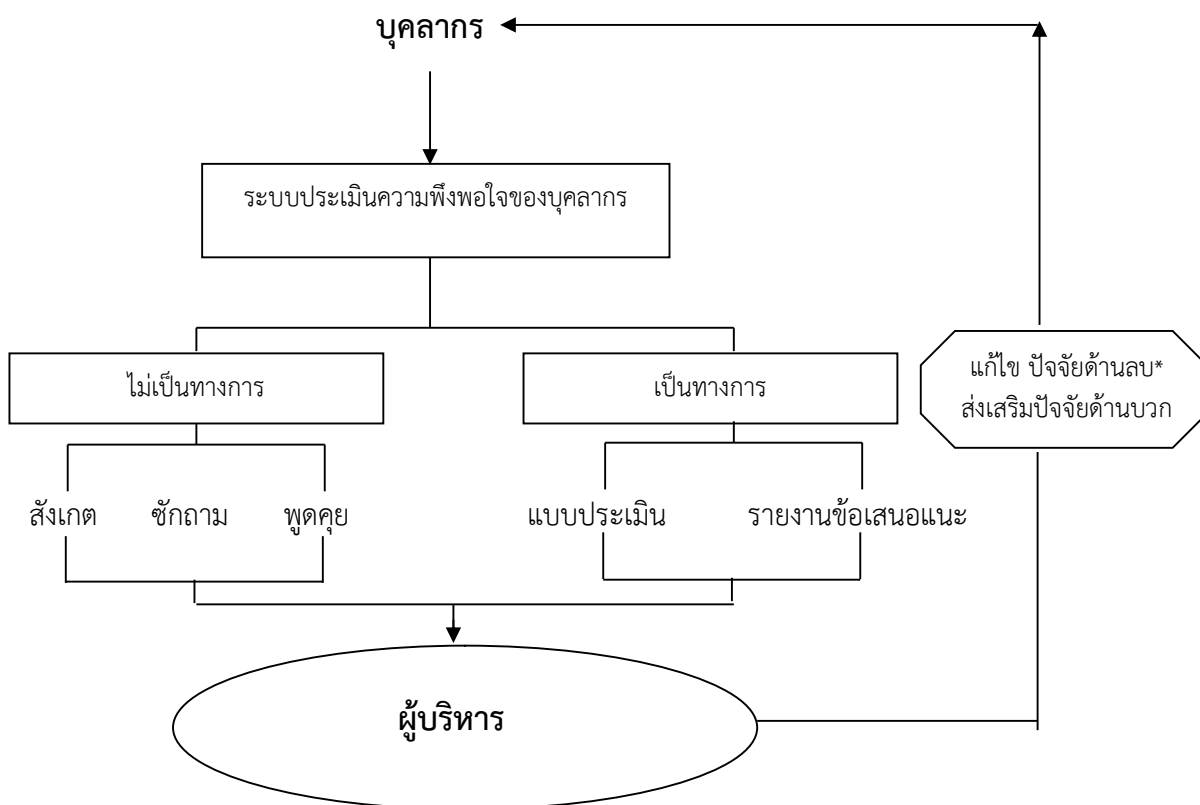 บุคลากร
ระบบประเมินความพึงพอใจของบุคลากร
ไม่เป็นทางการ
เป็นทางการ
แก้ไข ปัจจัยด้านลบ*
ส่งเสริมปัจจัยด้านบวก
สังเกต ซักถาม พูดคุย
แบบประเมิน รายงานข้อเสนอแนะ
ผู้บริหาร